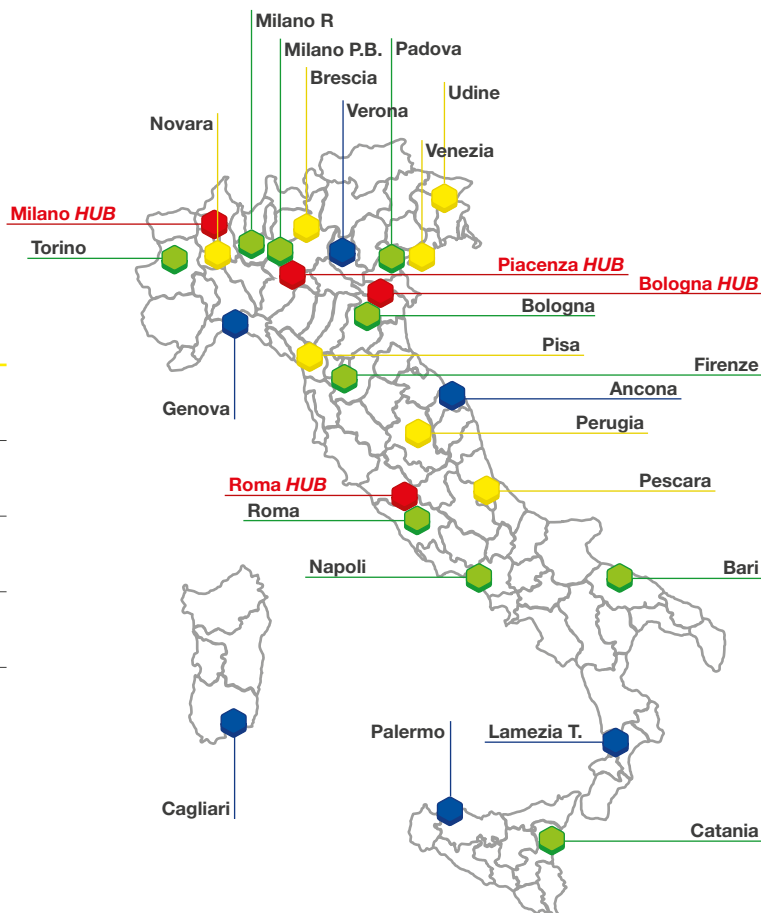 Milano R
Milano P.B.
Padova
Brescia
Udine
Verona
Novara
Venezia
Milano HUB
Torino
Piacenza HUB
Bologna HUB
Bologna
Pisa
Firenze
Genova
Ancona
Perugia
Roma HUB
Pescara
Roma
Napoli
Bari
Palermo
Lamezia T.
Cagliari
Catania